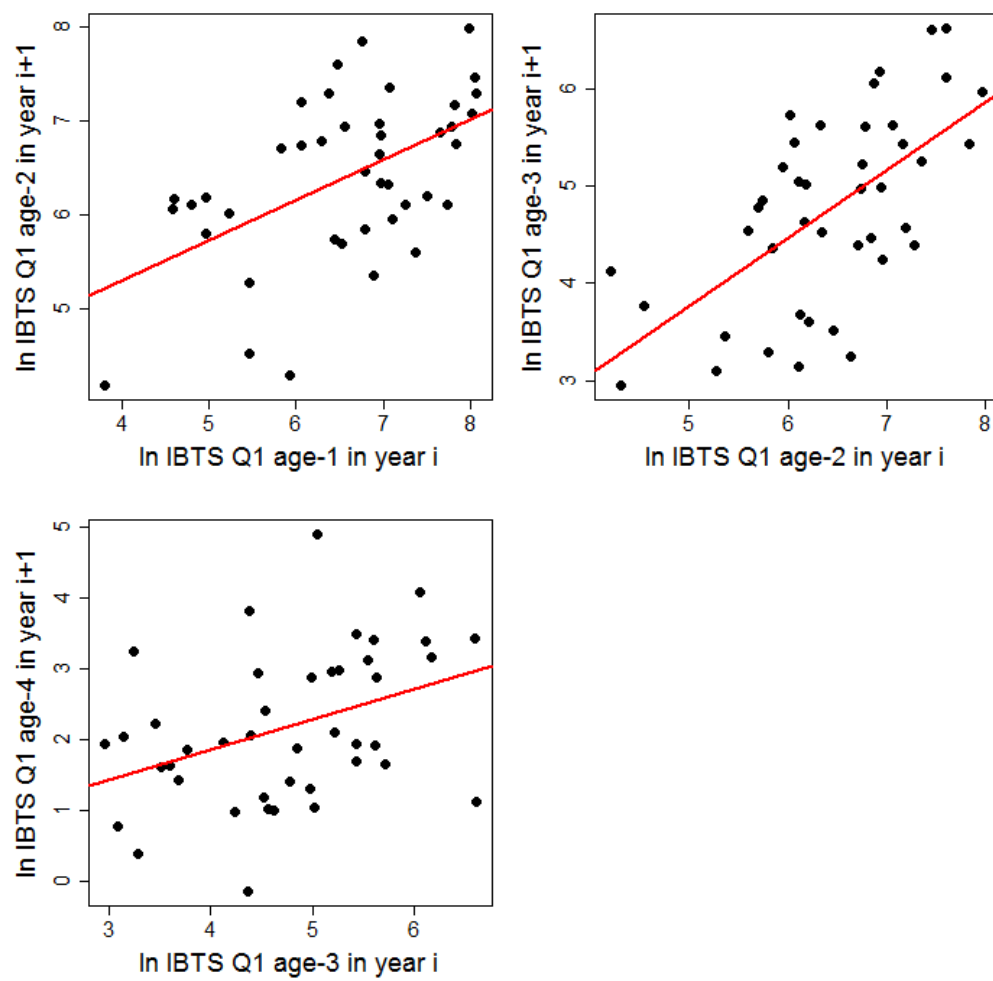 ln IBTS Q1 age-2 in year i+1
8
7
6
5
4 5 6 7 8
ln IBTS Q1 age-1 in year i
ln IBTS Q1 age-3 in year i+1
6
5
4
3
5 6 7 8
ln IBTS Q1 age-2 in year i
ln IBTS Q1 age-4 in year i+1
5
4
3
2
1
0
3 4 5 6
ln IBTS Q1 age-3 in year i